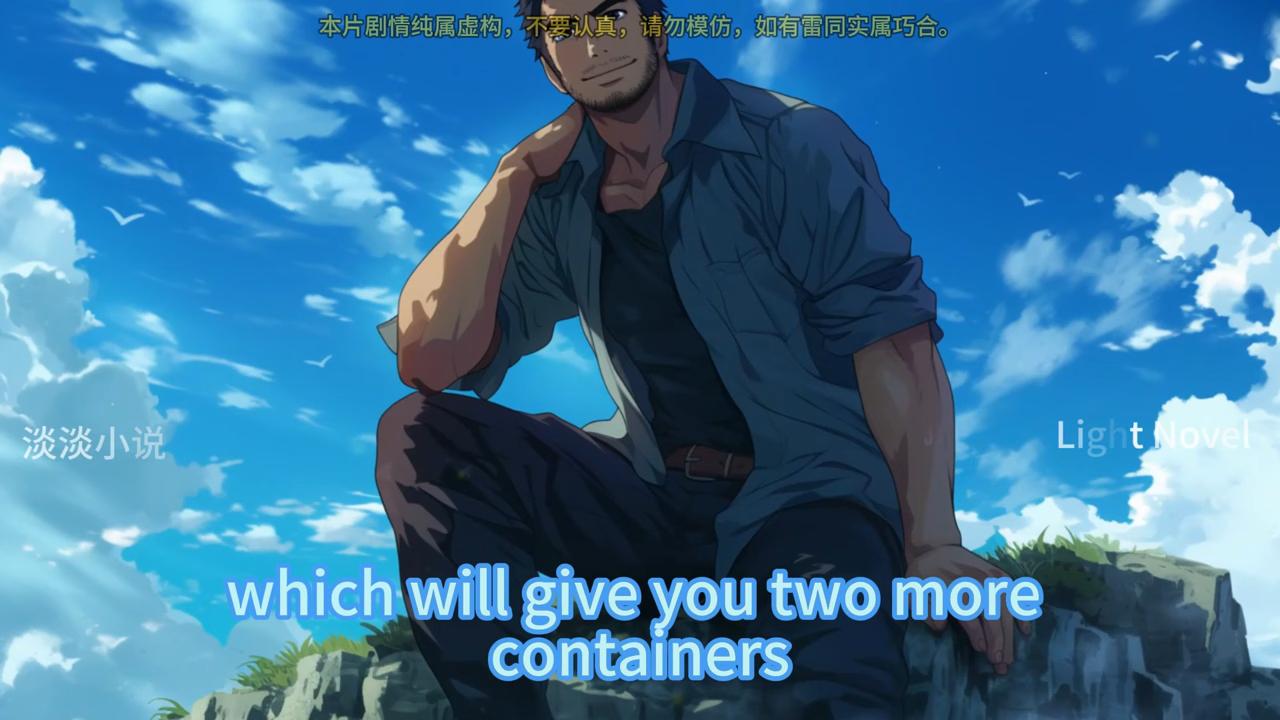 本片剧情纯属虚构，不要认真，请勿模仿，如有雷同实属巧合。
淡淡小说
Light Novel
which will give you two more
containers